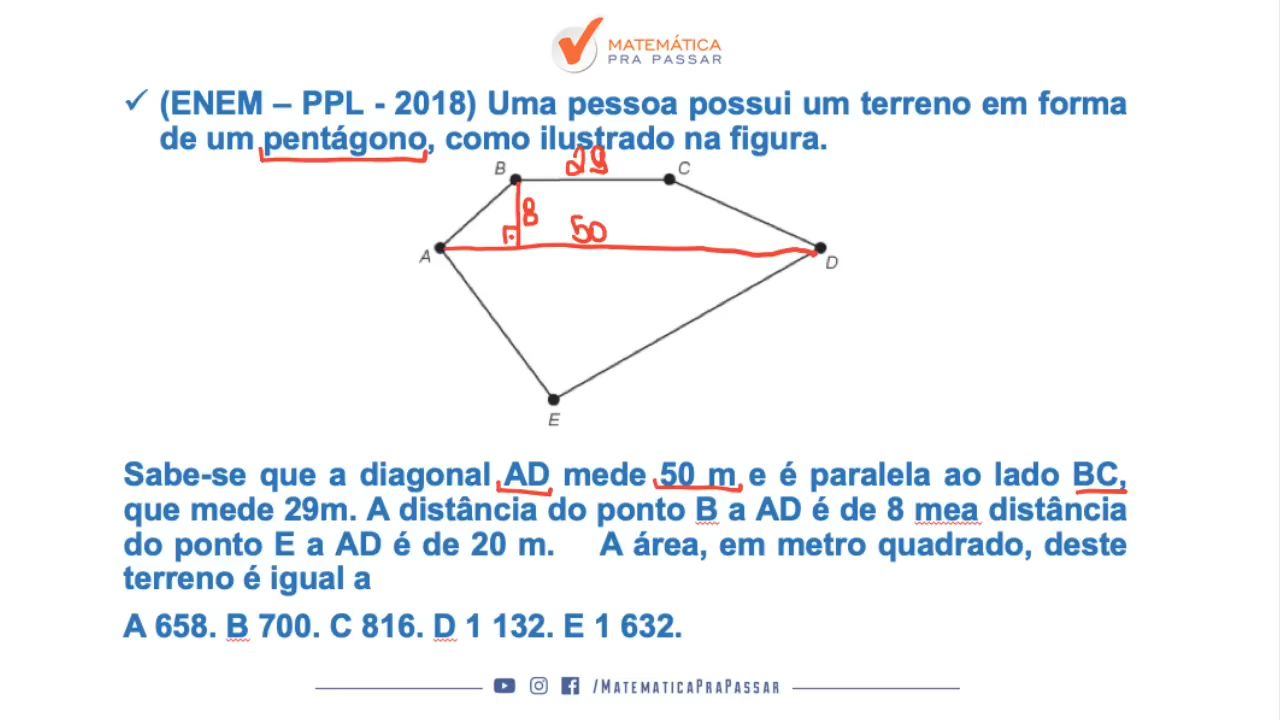 MATEMÁTICA
PRA PASSAR
✓ (ENEM – PPL - 2018) Uma pessoa possui um terreno em forma
de um pentágono, como ilustrado na figura.
B 29 C
8
50
A D
E
Sabe-se que a diagonal AD mede 50 m e é paralela ao lado BC,
que mede 29m. A distância do ponto B a AD é de 8 mea distância
do ponto E a AD é de 20 m. A área, em metro quadrado, deste
terreno é igual a
A 658. B 700. C 816. D 1 132. E 1 632.
/MATEMATICAPRAPASSAR